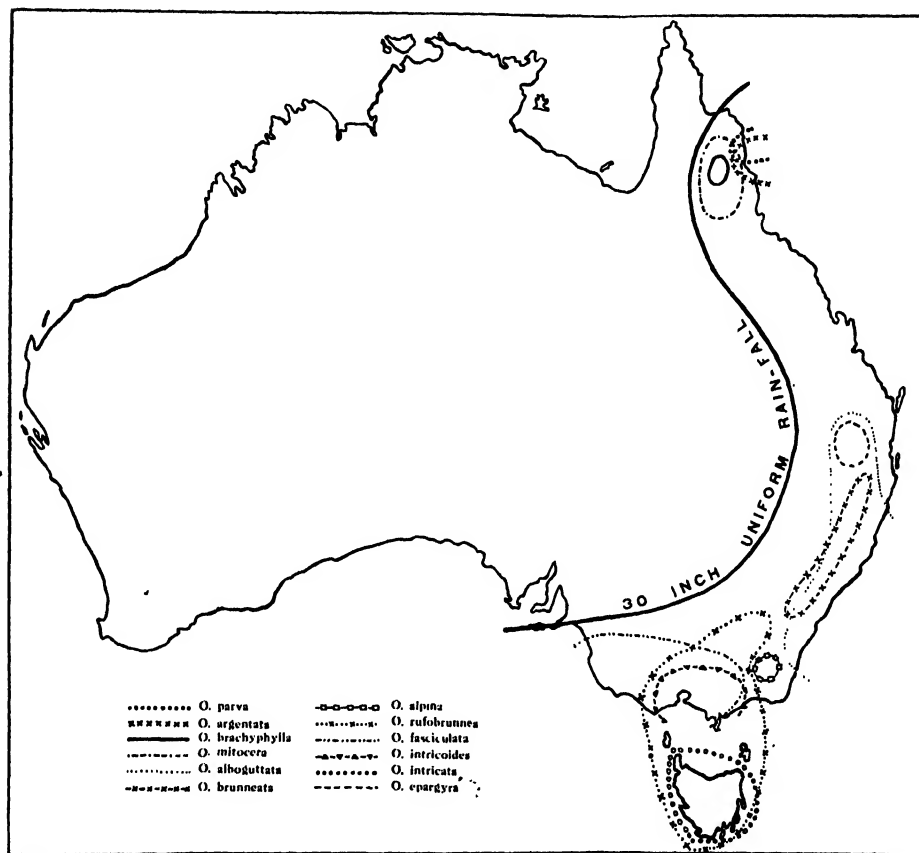 30 INCH UNIFORM RAIN-FALL
O. parva
O. argentata
O. brachyphylla
O. mitocera
O. alboguttata
O. brunneata
O. alpina
O. rufobrunnea
O. fasciculata
O. intricoides
O. intricata
O. epargyra